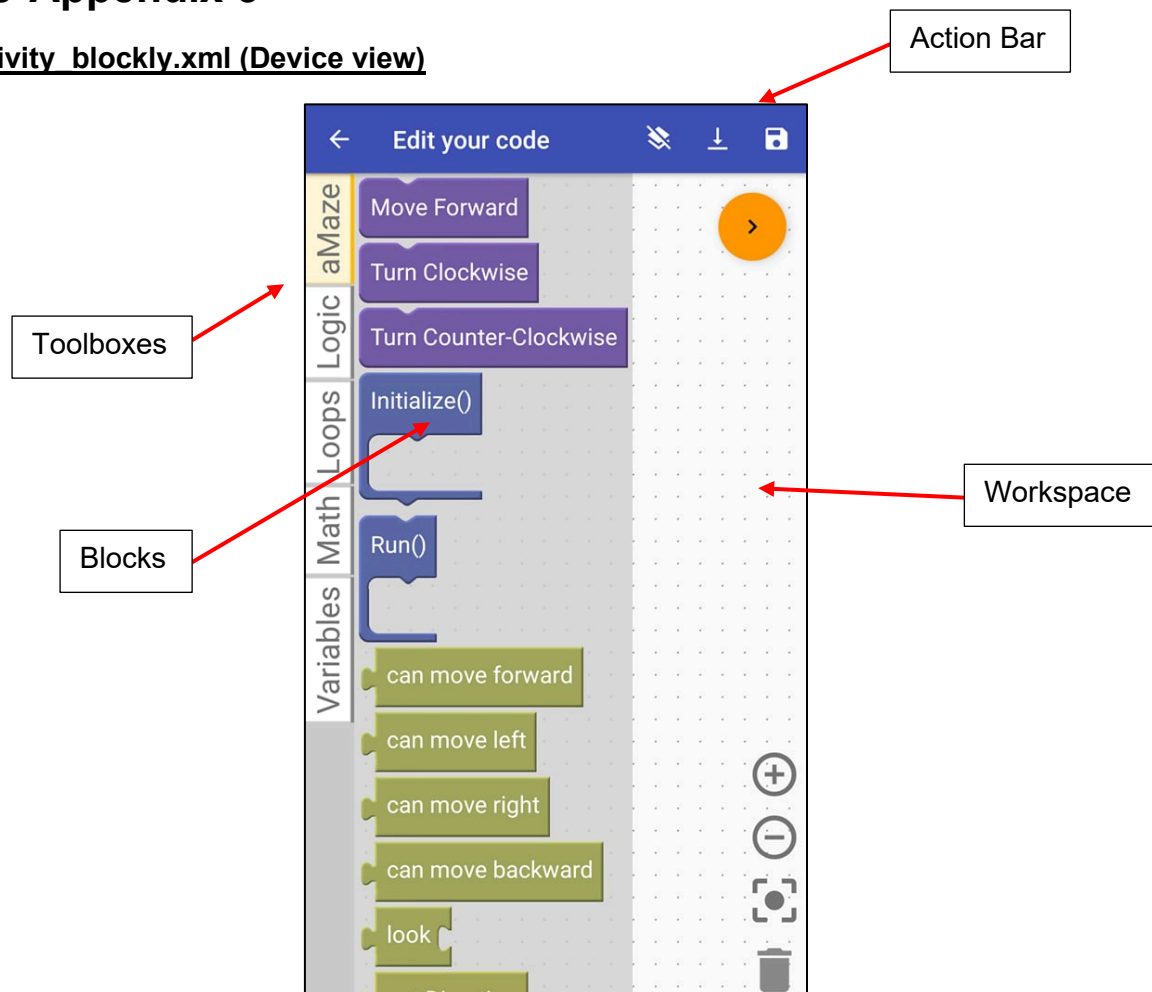 Action Bar
activity_blockly.xml (Device view)
Edit your code
aMaze
Logic
Loops
Math
Variables
Move Forward
Turn Clockwise
Turn Counter-Clockwise
Initialize()
Run()
can move forward
can move left
can move right
can move backward
look
Toolboxes
Blocks
Workspace